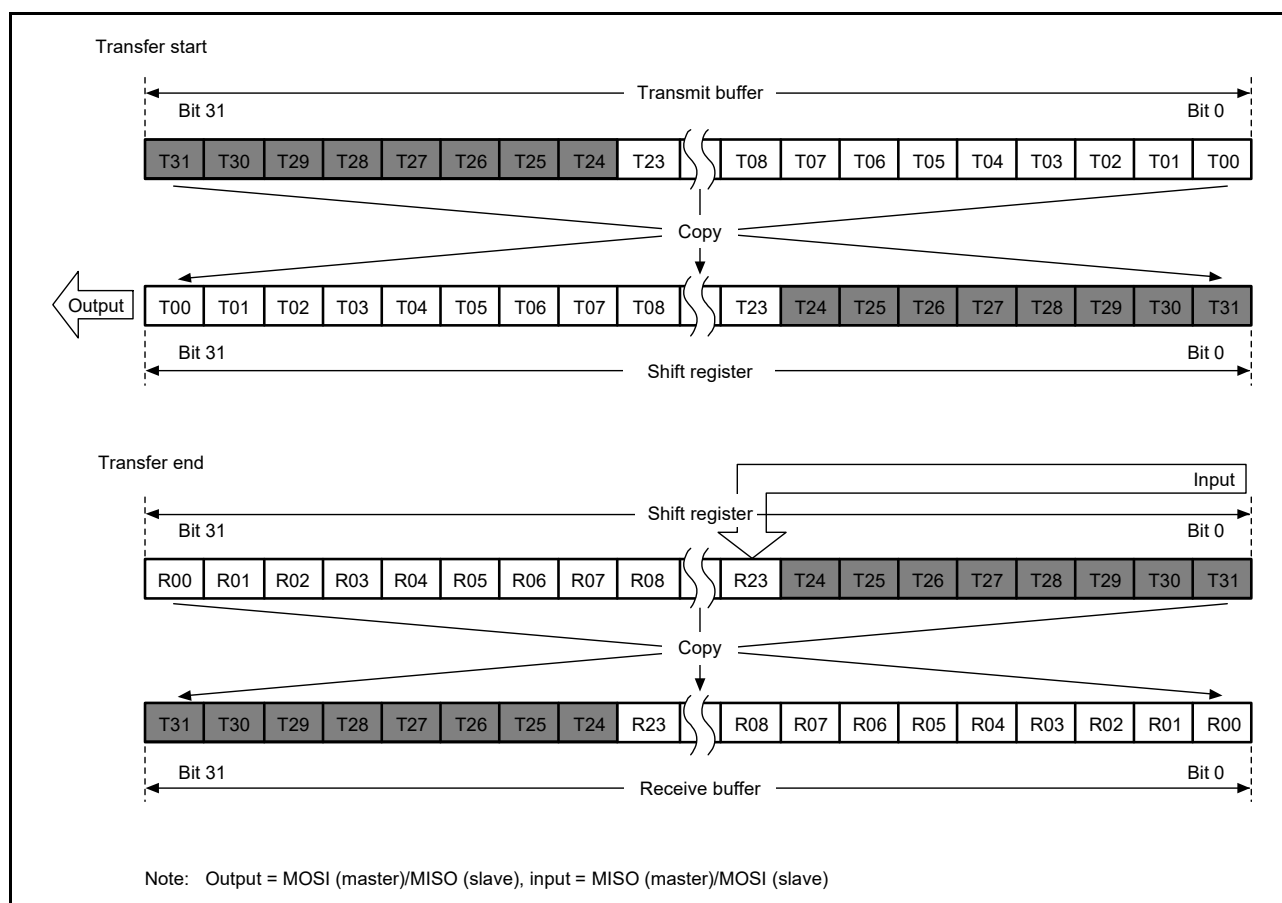 Transfer start
Transmit buffer
Bit 31 Bit 0
T31 T30 T29 T28 T27 T26 T25 T24 T23 T08 T07 T06 T05 T04 T03 T02 T01 T00
Copy
Output T00 T01 T02 T03 T04 T05 T06 T07 T08 T23 T24 T25 T26 T27 T28 T29 T30 T31
Bit 31 Bit 0
Shift register
Transfer end
Input
Shift register
Bit 31 Bit 0
R00 R01 R02 R03 R04 R05 R06 R07 R08 R23 T24 T25 T26 T27 T28 T29 T30 T31
Copy
T31 T30 T29 T28 T27 T26 T25 T24 R23 R08 R07 R06 R05 R04 R03 R02 R01 R00
Bit 31 Bit 0
Receive buffer
Note: Output = MOSI (master)/MISO (slave), input = MISO (master)/MOSI (slave)